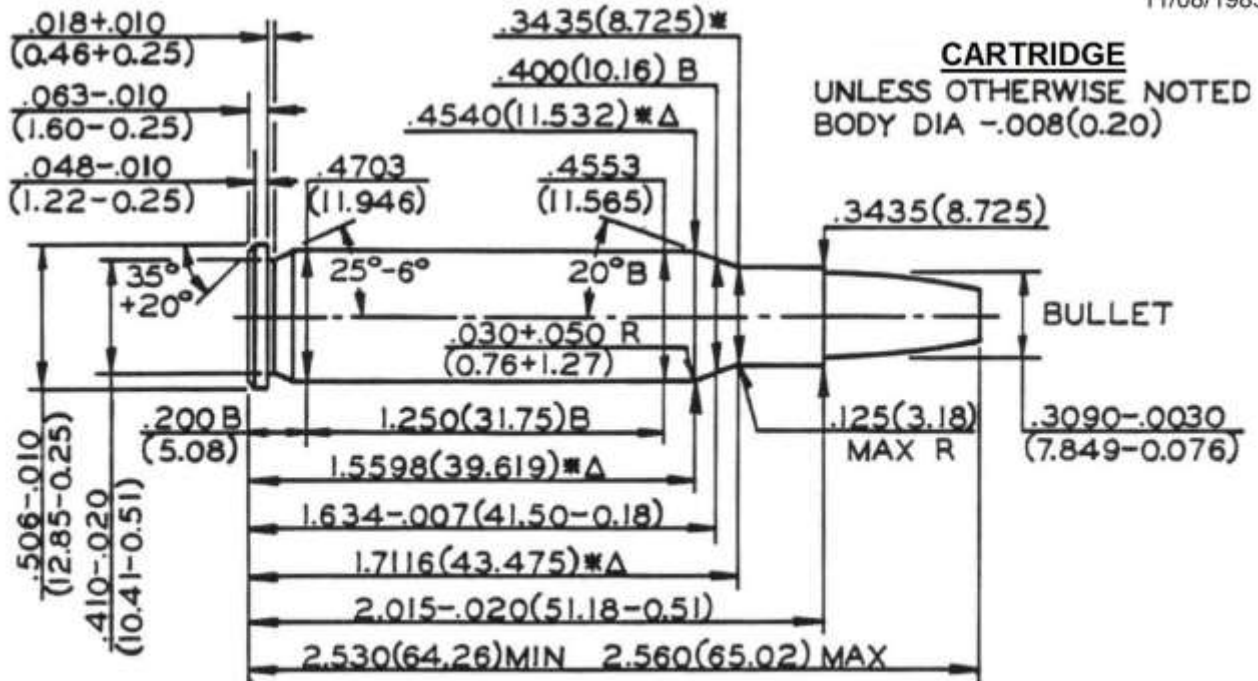 11/08/1983
.018+.010
(0.46+0.25)
.063-.010
(1.60-0.25)
.048-.010
(1.22-0.25)
.3435(8.725)※
.400(10.16) B
.4540(11.532)※Δ
CARTRIDGE
UNLESS OTHERWISE NOTED
BODY DIA -.008(0.20)
.4703
(11.946)
.4553
(11.565)
.3435(8.725)
35°
+20°
25°-6°
20°B
BULLET
.030+.050 R
(0.76+1.27)
.200 B
(5.08)
1.250(31.75)B
.125(3.18)
MAX R
.3090-.0030
(7.849-0.076)
1.5598(39.619)※Δ
1.634-.007(41.50-0.18)
1.7116(43.475)※Δ
2.015-.020(51.18-0.51)
2.530(64.26)MIN 2.560(65.02) MAX
.506-.010
(12.85-0.25)
.410-.020
(10.41-0.51)